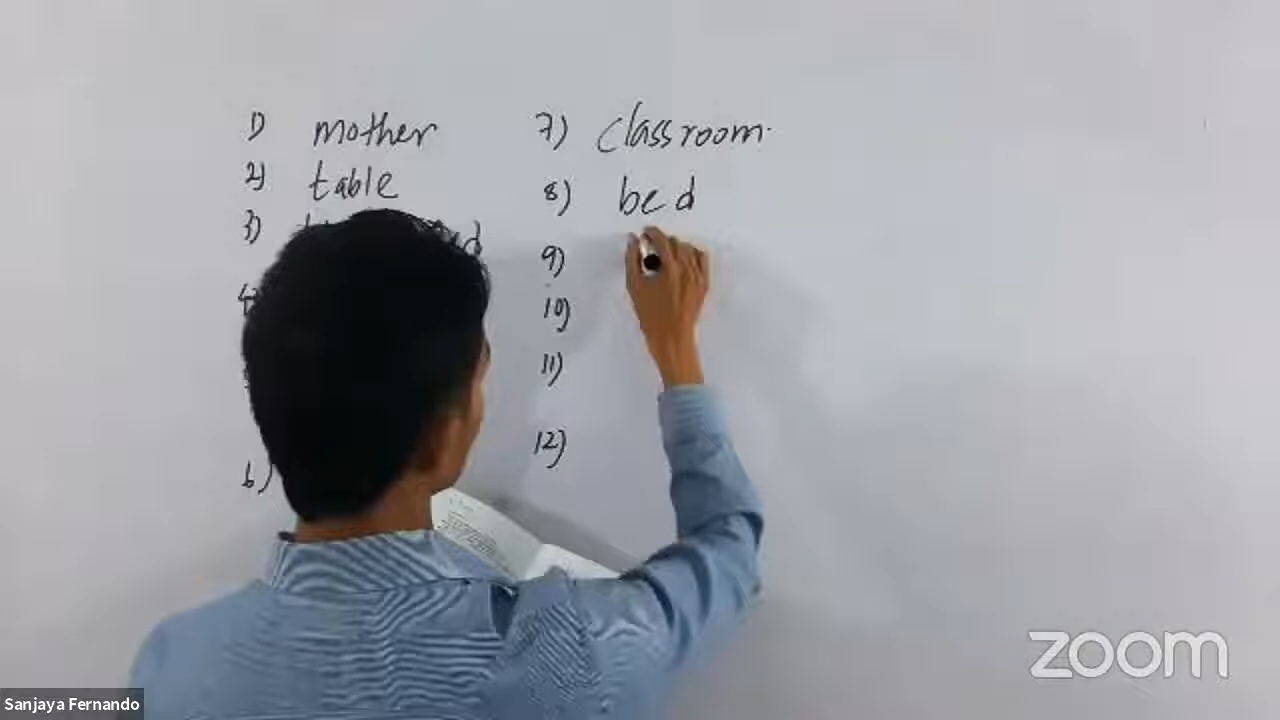 1) mother
2) table
3)
6)
7) classroom.
8) bed
9)
10)
11)
12)
zoom
Sanjaya Fernando